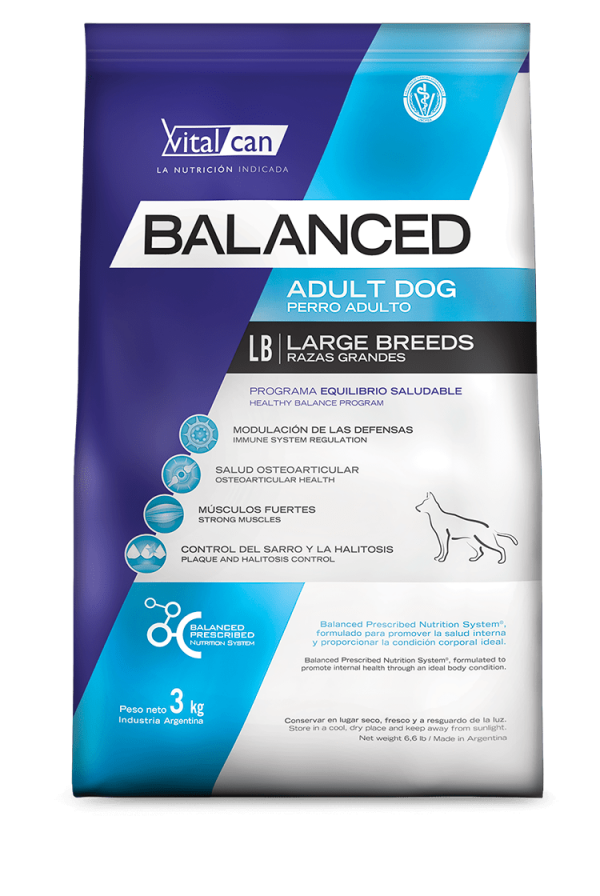 Vital can
LA NUTRICIÓN INDICADA
BALANCED
ADULT DOG
PERRO ADULTO
LB | LARGE BREEDS
RAZAS GRANDES
PROGRAMA EQUILIBRIO SALUDABLE
HEALTHY BALANCE PROGRAM
MODULACIÓN DE LAS DEFENSAS
IMMUNE SYSTEM REGULATION
SALUD OSTEOARTICULAR
OSTEOARTICULAR HEALTH
MÚSCULOS FUERTES
STRONG MUSCLES
CONTROL DEL SARRO Y LA HALITOSIS
PLAQUE AND HALITOSIS CONTROL
BALANCED
PRESCRIBED
NUTRITION SYSTEM
Balanced Prescribed Nutrition System®,
formulado para promover la salud interna
y proporcionar la condición corporal ideal.
Balanced Prescribed Nutrition System®, formulated to
promote internal health through an ideal body condition.
Peso neto 3 kg
Industria Argentina
Conservar en lugar seco, fresco y a resguardo de la luz.
Store in a cool, dry place and keep away from sunlight.
Net weight 6,6 lb / Made in Argentina